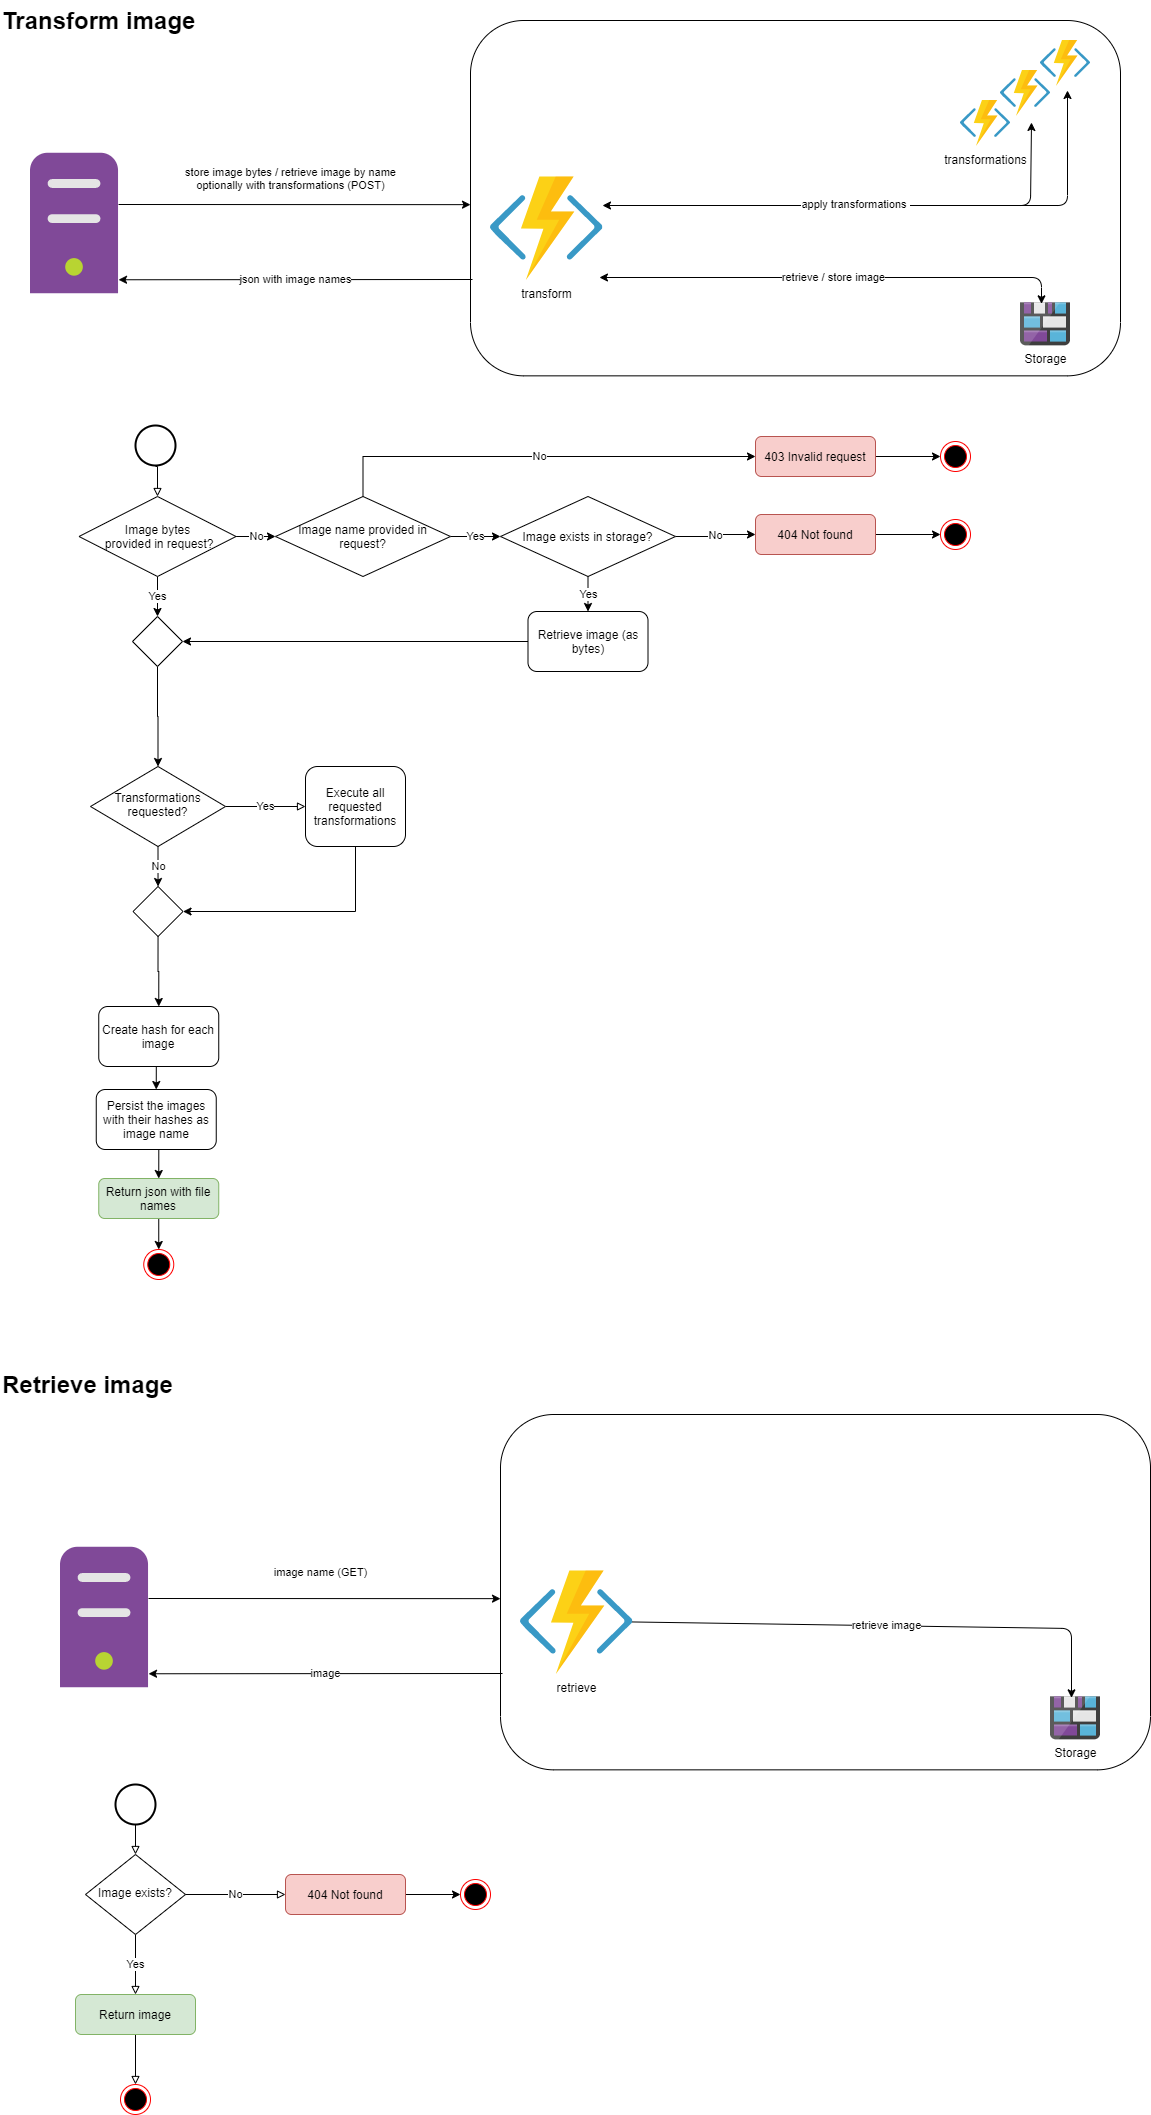 Transform image
transformations
store image bytes / retrieve image by name
optionally with transformations (POST)
apply transformations
json with image names
retrieve / store image
transform
Storage
No
403 Invalid request
Image bytes
provided in request?
No
Image name provided in
request?
Yes
Image exists in storage?
No
404 Not found
Yes
Yes
Retrieve image (as
bytes)
Transformations
requested?
Yes
Execute all
requested
transformations
No
Create hash for each
image
Persist the images
with their hashes as
image name
Return json with file
names
Retrieve image
image name (GET)
retrieve image
image
retrieve
Storage
Image exists?
No
404 Not found
Yes
Return image